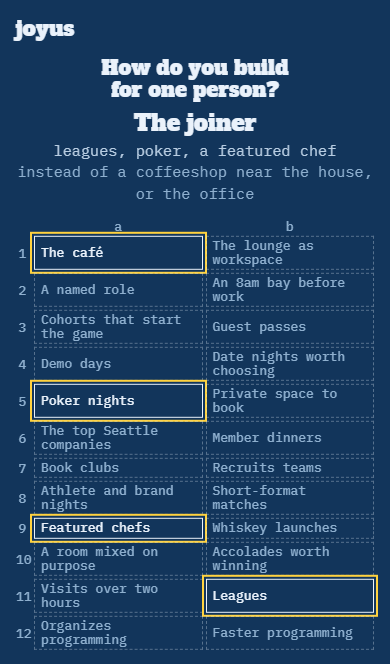 joyus
How do you build
for one person?
The joiner
leagues, poker, a featured chef
instead of a coffeeshop near the house,
or the office
a b
1 The café The lounge as
workspace
2 A named role An 8am bay before
work
3 Cohorts that start
the game Guest passes
4 Demo days Date nights worth
choosing
5 Poker nights Private space to
book
6 The top Seattle
companies Member dinners
7 Book clubs Recruits teams
8 Athlete and brand
nights Short-format
matches
9 Featured chefs Whiskey launches
10 A room mixed on
purpose Accolades worth
winning
11 Visits over two
hours Leagues
12 Organizes
programming Faster programming